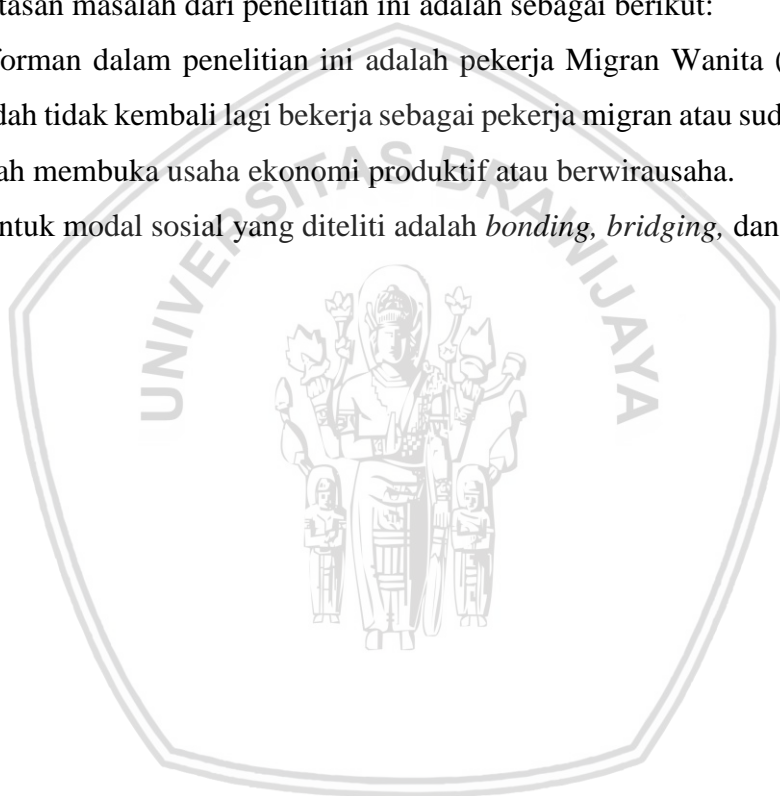 tasan masalah dari penelitian ini adalah sebagai berikut:
forman dalam penelitian ini adalah pekerja Migran Wanita (
dah tidak kembali lagi bekerja sebagai pekerja migran atau sud
ah membuka usaha ekonomi produktif atau berwirausaha.
ntuk modal sosial yang diteliti adalah bonding, bridging, dan
UNIVERSITAS BRAWIJAYA